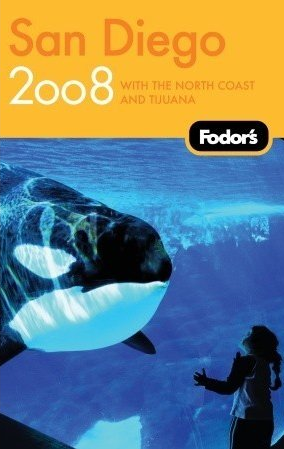 San Diego
2008 WITH THE NORTH COAST
AND TIJUANA
Fodor's